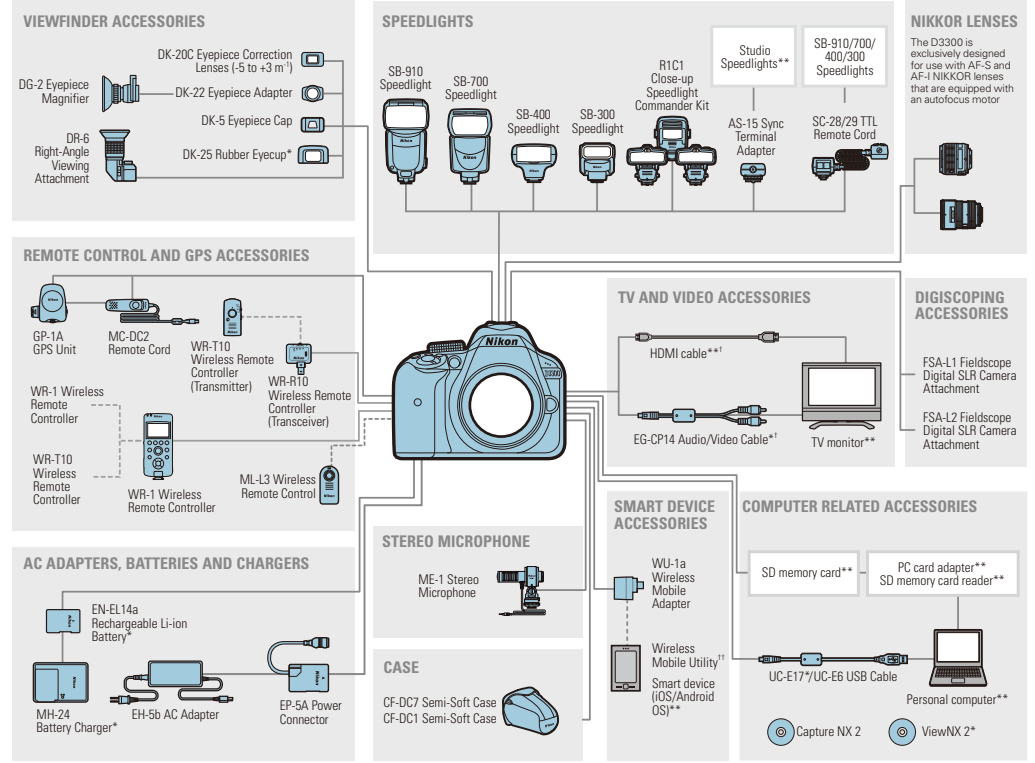 VIEWFINDER ACCESSORIES
DK-20C Eyepiece Correction
Lenses (-5 to +3 m⁻¹)
DG-2 Eyepiece
Magnifier
DK-22 Eyepiece Adapter
DK-5 Eyepiece Cap
DR-6
Right-Angle
Viewing
Attachment
DK-25 Rubber Eyecup*
SPEEDLIGHTS
SB-910
Speedlight
SB-700
Speedlight
SB-400
Speedlight
SB-300
Speedlight
R1C1
Close-up
Speedlight
Commander Kit
Studio
Speedlights**
AS-15 Sync
Terminal
Adapter
SB-910/700/
400/300
Speedlights
SC-28/29 TTL
Remote Cord
NIKKOR LENSES
The D3300 is
exclusively designed
for use with AF-S and
AF-I NIKKOR lenses
that are equipped with
an autofocus motor
REMOTE CONTROL AND GPS ACCESSORIES
GP-1A
GPS Unit
MC-DC2
Remote Cord
WR-T10
Wireless Remote
Controller
(Transmitter)
WR-R10
Wireless Remote
Controller
(Transceiver)
WR-1 Wireless
Remote
Controller
WR-T10
Wireless
Remote
Controller
WR-1 Wireless
Remote Controller
ML-L3 Wireless
Remote Control
Nikon
D3300
TV AND VIDEO ACCESSORIES
HDMI cable**†
EG-CP14 Audio/Video Cable*†
TV monitor**
DIGISCOPING
ACCESSORIES
FSA-L1 Fieldscope
Digital SLR Camera
Attachment
FSA-L2 Fieldscope
Digital SLR Camera
Attachment
AC ADAPTERS, BATTERIES AND CHARGERS
EN-EL14a
Rechargeable Li-ion
Battery*
MH-24
Battery Charger*
EH-5b AC Adapter
EP-5A Power
Connector
STEREO MICROPHONE
ME-1 Stereo
Microphone
CASE
CF-DC7 Semi-Soft Case
CF-DC1 Semi-Soft Case
SMART DEVICE
ACCESSORIES
WU-1a
Wireless
Mobile
Adapter
Wireless
Mobile Utility††
Smart device
(iOS/Android
OS)**
COMPUTER RELATED ACCESSORIES
SD memory card**
PC card adapter**
SD memory card reader**
UC-E17*/UC-E6 USB Cable
Personal computer**
Capture NX 2
ViewNX 2*